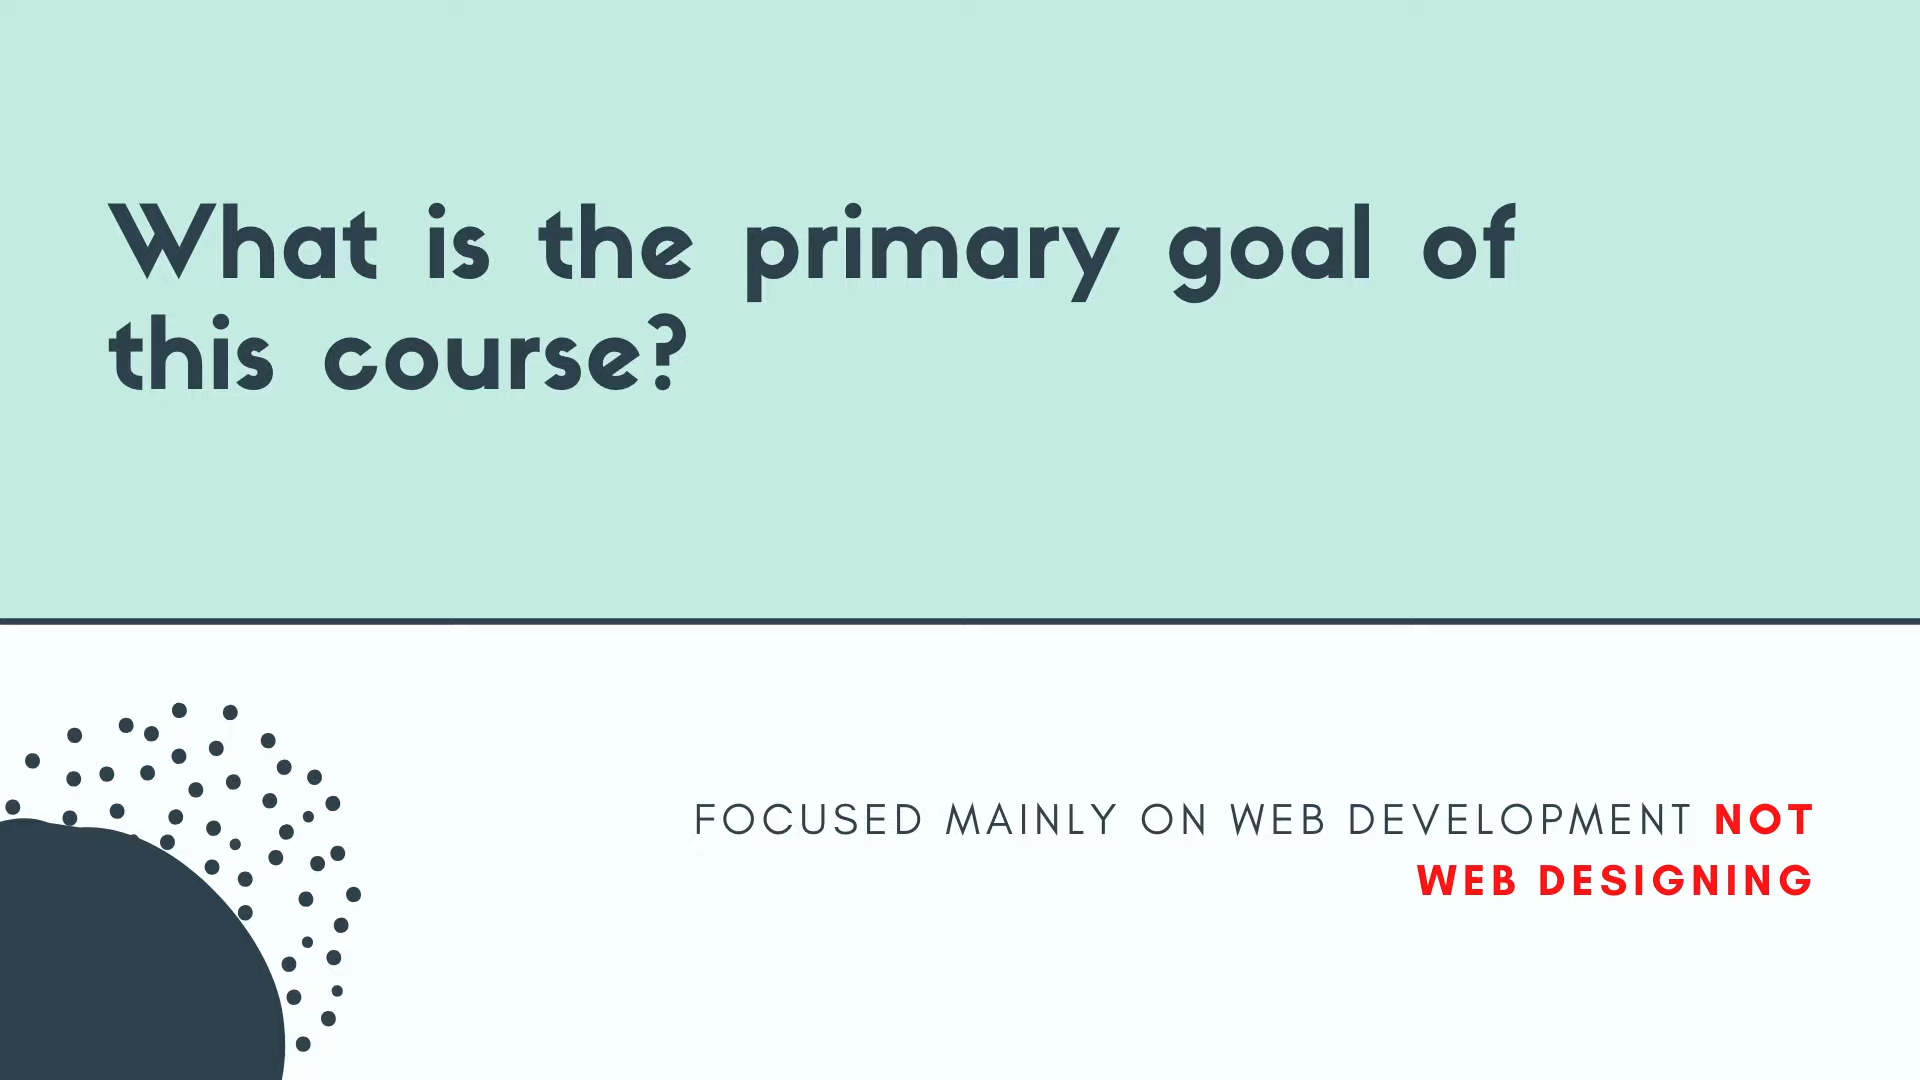 What is the primary goal of
this course?
FOCUSED MAINLY ON WEB DEVELOPMENT NOT
WEB DESIGNING